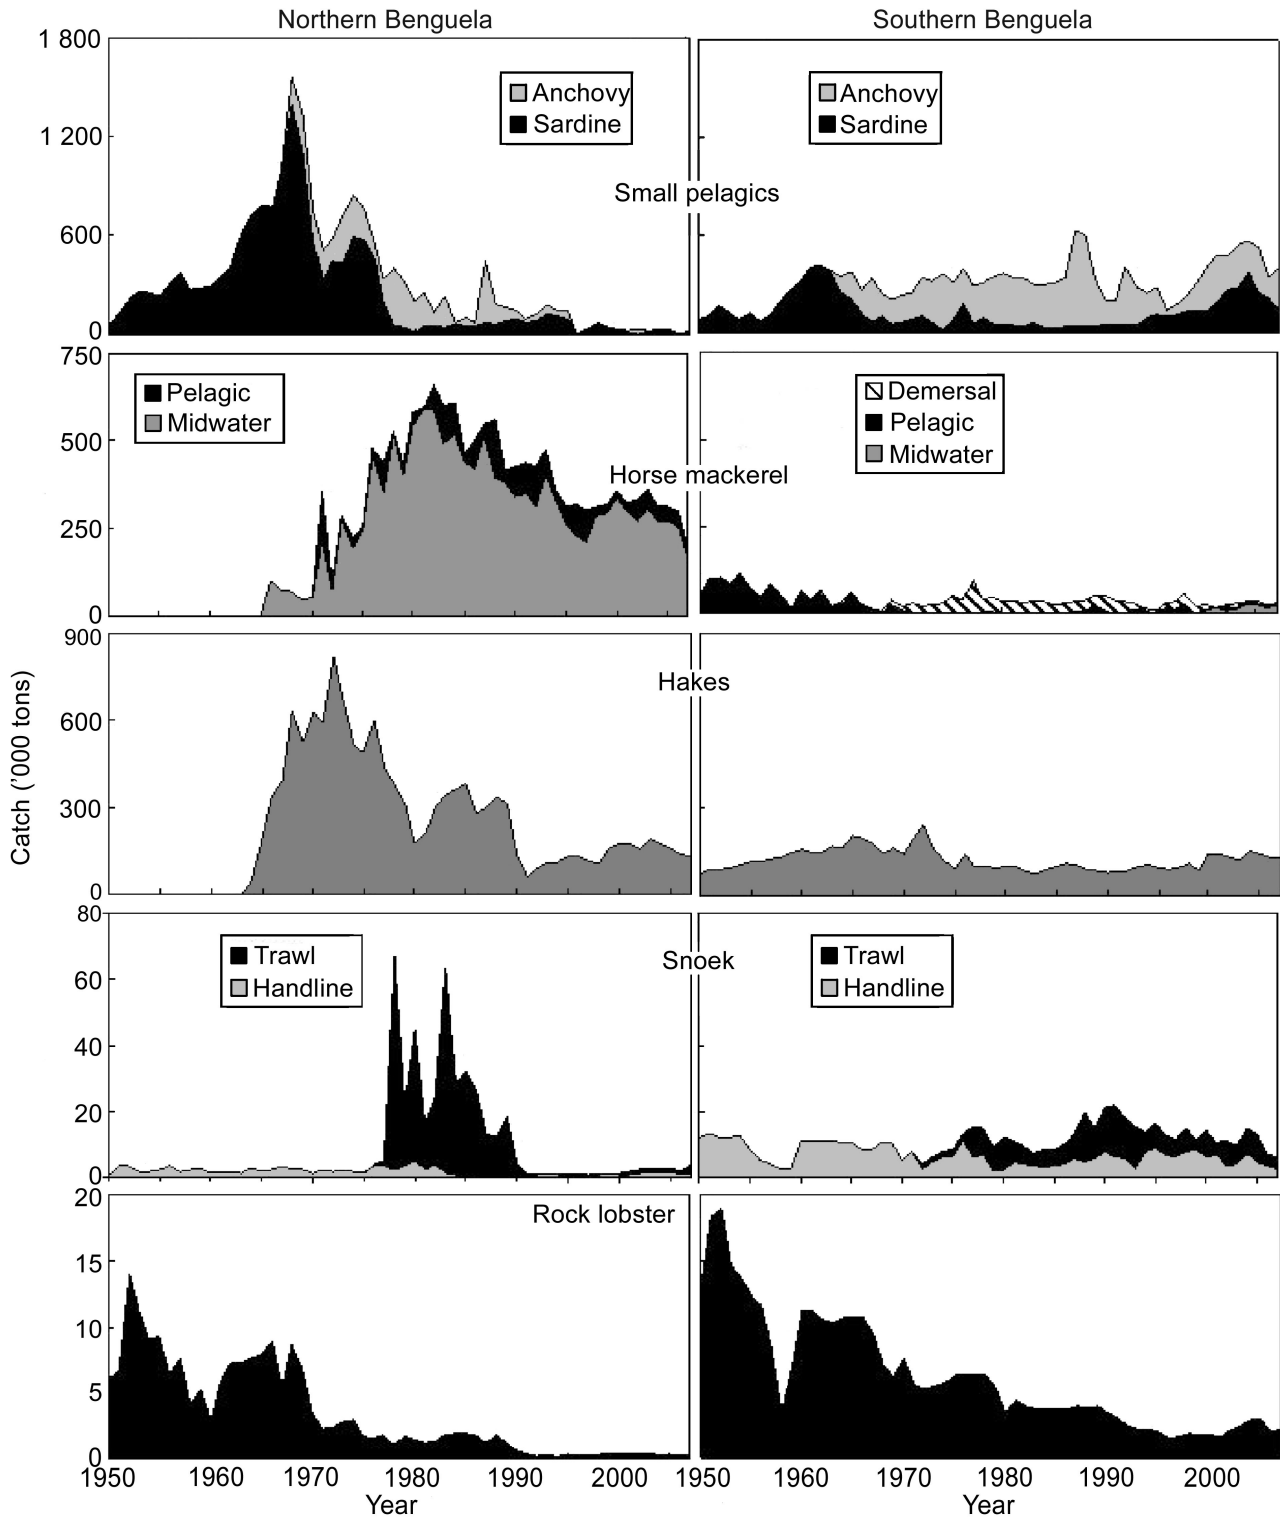 Northern Benguela
Southern Benguela
1 800
1 200
600
0
Anchovy
Sardine
Anchovy
Sardine
Small pelagics
750
500
250
0
Pelagic
Midwater
Demersal
Pelagic
Midwater
Horse mackerel
900
600
300
0
Hakes
Catch ('000 tons)
80
60
40
20
0
Trawl
Handline
Trawl
Handline
Snoek
20
15
10
5
0
Rock lobster
1950 1960 1970 1980 1990 2000
1950 1960 1970 1980 1990 2000
Year
Year